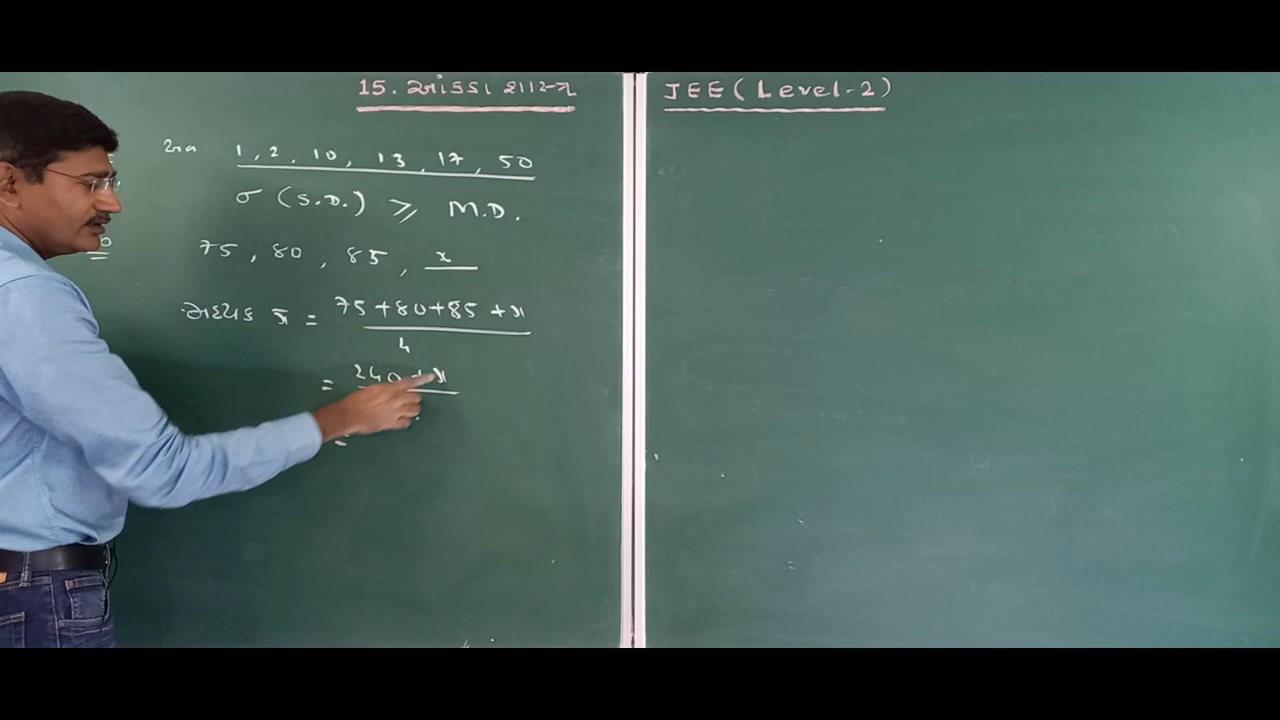 15. આંકડા શાસ્ત્ર
JEE ( Level-2 )
1, 2, 10, 13, 17, 50
σ (S.D.) ⩾ M.D.
75, 80, 85, x
મધ્યક x̄ = 75+80+85+x
4
= 240 + x
=